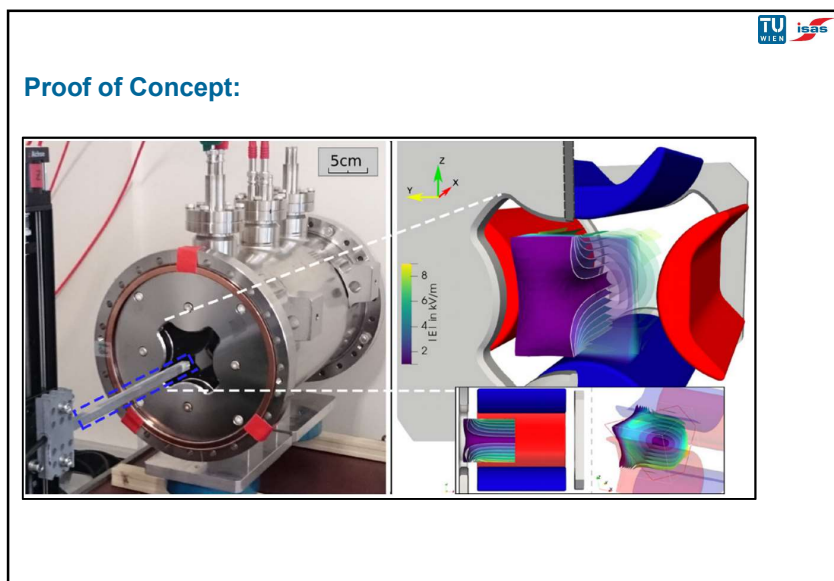 TU
WIEN
isas
Proof of Concept:
5cm
Z
X
Y
8
6
4
2
|E| in kV/m